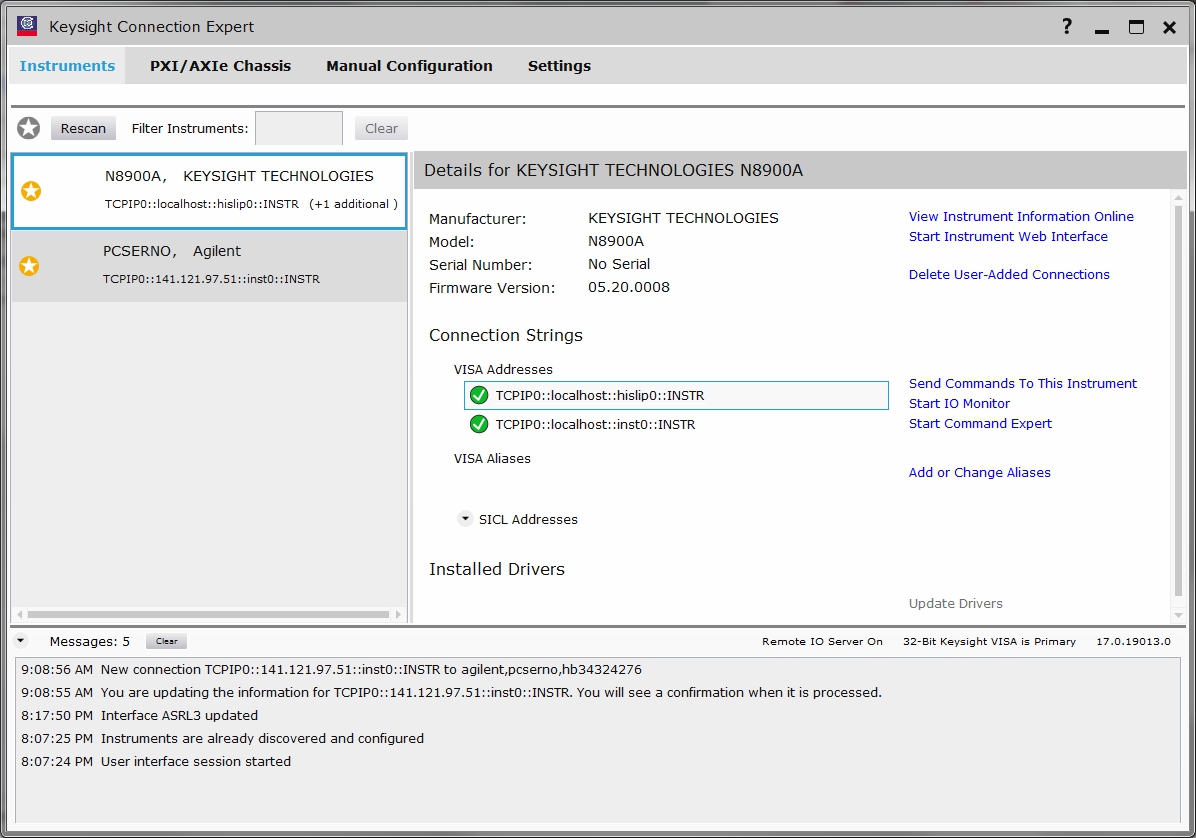 Keysight Connection Expert
?
Instruments PXI/AXIe Chassis Manual Configuration Settings
Rescan Filter Instruments: Clear
N8900A, KEYSIGHT TECHNOLOGIES
TCPIP0::localhost::hislip0::INSTR (+1 additional )
PCSERNO, Agilent
TCPIP0::141.121.97.51::inst0::INSTR
Details for KEYSIGHT TECHNOLOGIES N8900A
Manufacturer: KEYSIGHT TECHNOLOGIES
Model: N8900A
Serial Number: No Serial
Firmware Version: 05.20.0008
View Instrument Information Online
Start Instrument Web Interface
Delete User-Added Connections
Connection Strings
VISA Addresses
TCPIP0::localhost::hislip0::INSTR
TCPIP0::localhost::inst0::INSTR
Send Commands To This Instrument
Start IO Monitor
Start Command Expert
VISA Aliases
Add or Change Aliases
SICL Addresses
Installed Drivers
Update Drivers
Messages: 5 Clear Remote IO Server On 32-Bit Keysight VISA is Primary 17.0.19013.0
9:08:56 AM New connection TCPIP0::141.121.97.51::inst0::INSTR to agilent,pcserno,hb34324276
9:08:55 AM You are updating the information for TCPIP0::141.121.97.51::inst0::INSTR. You will see a confirmation when it is processed.
8:17:50 PM Interface ASRL3 updated
8:07:25 PM Instruments are already discovered and configured
8:07:24 PM User interface session started